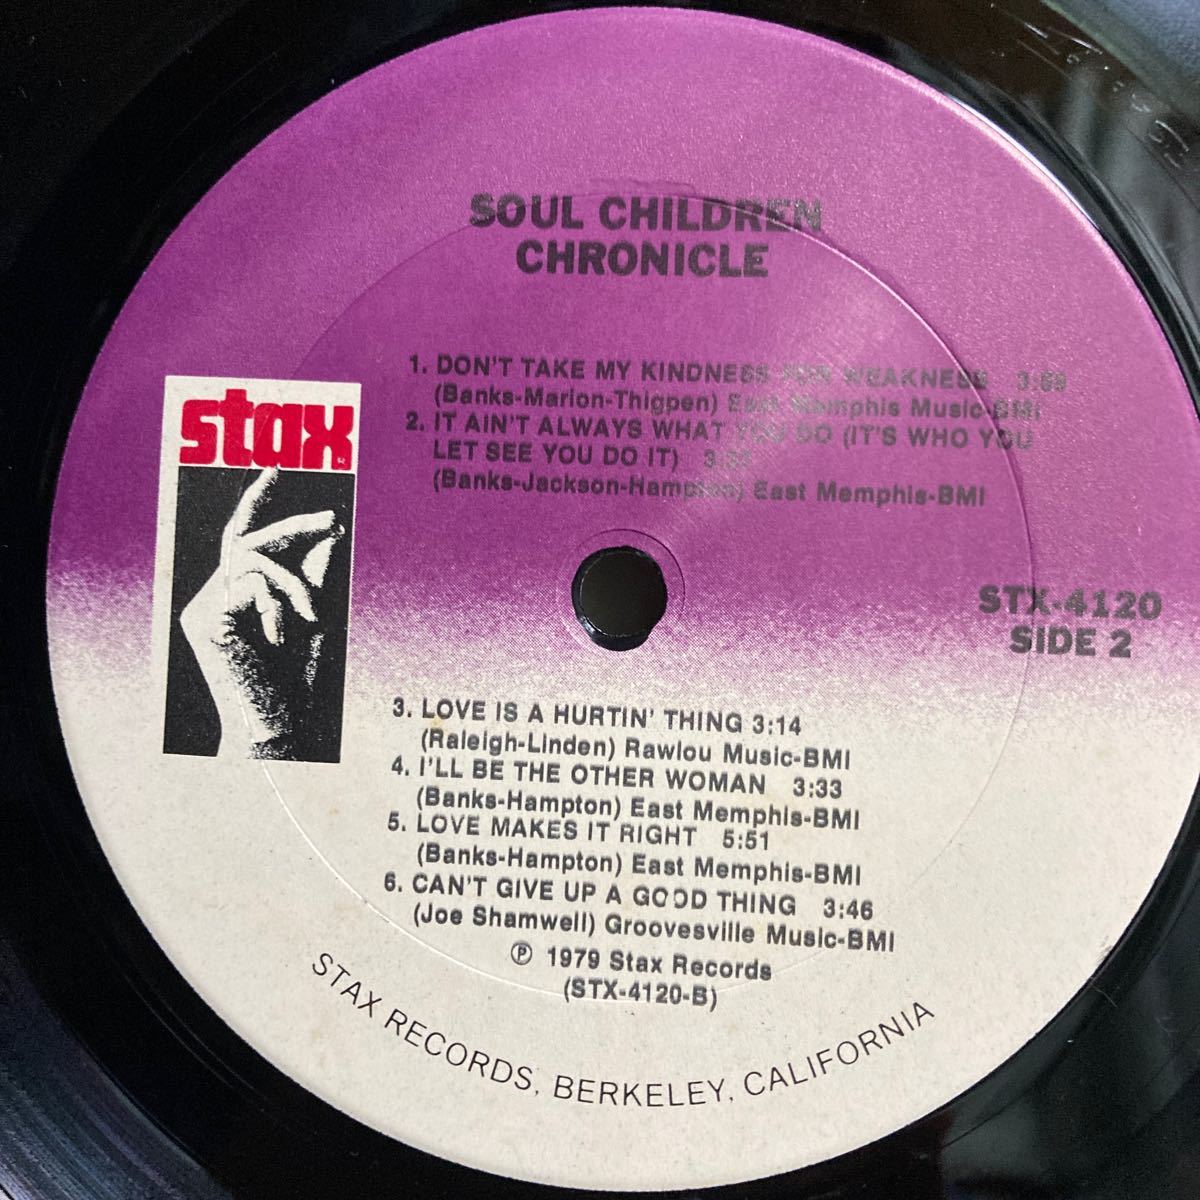 SOUL CHILDREN
CHRONICLE
1. DON'T TAKE MY KINDNESS FOR WEAKNESS
(Banks-Marion-Thigpen) East Memphis Music-BMI
2. IT AIN'T ALWAYS WHAT YOU DO (IT'S WHO YOU
LET SEE YOU DO IT)
(Banks-Jackson-Hampton) East Memphis-BMI
stax
STX-4120
SIDE 2
3. LOVE IS A HURTIN' THING 3:14
(Raleigh-Linden) Rawlou Music-BMI
4. I'LL BE THE OTHER WOMAN 3:33
(Banks-Hampton) East Memphis-BMI
5. LOVE MAKES IT RIGHT 5:51
(Banks-Hampton) East Memphis-BMI
6. CAN'T GIVE UP A GOOD THING 3:46
(Joe Shamwell) Groovesville Music-BMI
℗ 1979 Stax Records
(STX-4120-B)
STAX RECORDS, BERKELEY, CALIFORNIA